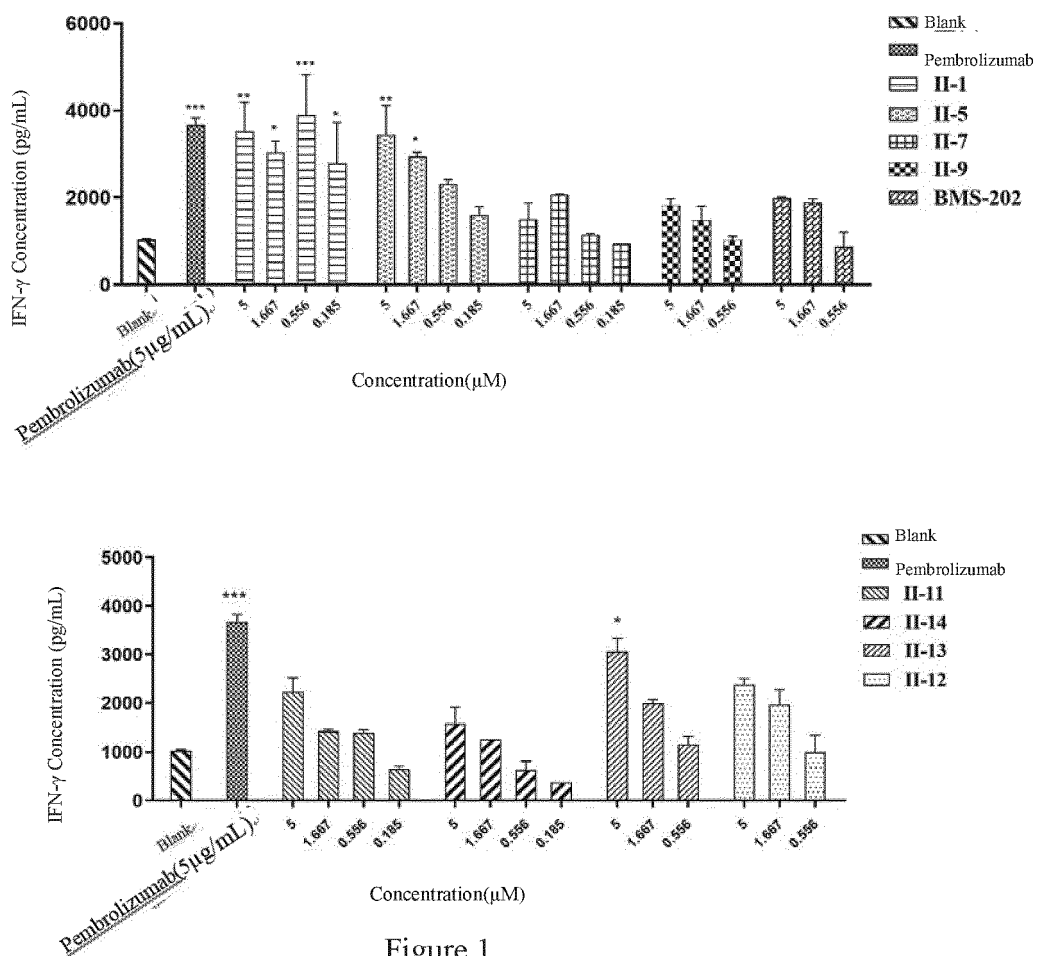 6000
4000
2000
0
IFN-γ Concentration (pg/mL)
*** ** * *** * ** *
Blank
Pembrolizumab(5µg/mL)
5 1.667 0.556 0.185 5 1.667 0.556 0.185 5 1.667 0.556 0.185 5 1.667 0.556 5 1.667 0.556
Concentration(µM)
Blank
Pembrolizumab
II-1
II-5
II-7
II-9
BMS-202
5000
4000
3000
2000
1000
0
IFN-γ Concentration (pg/mL)
*** *
Blank
Pembrolizumab(5µg/mL)
5 1.667 0.556 0.185 5 1.667 0.556 0.185 5 1.667 0.556 5 1.667 0.556
Concentration(µM)
Blank
Pembrolizumab
II-11
II-14
II-13
II-12
Figure 1